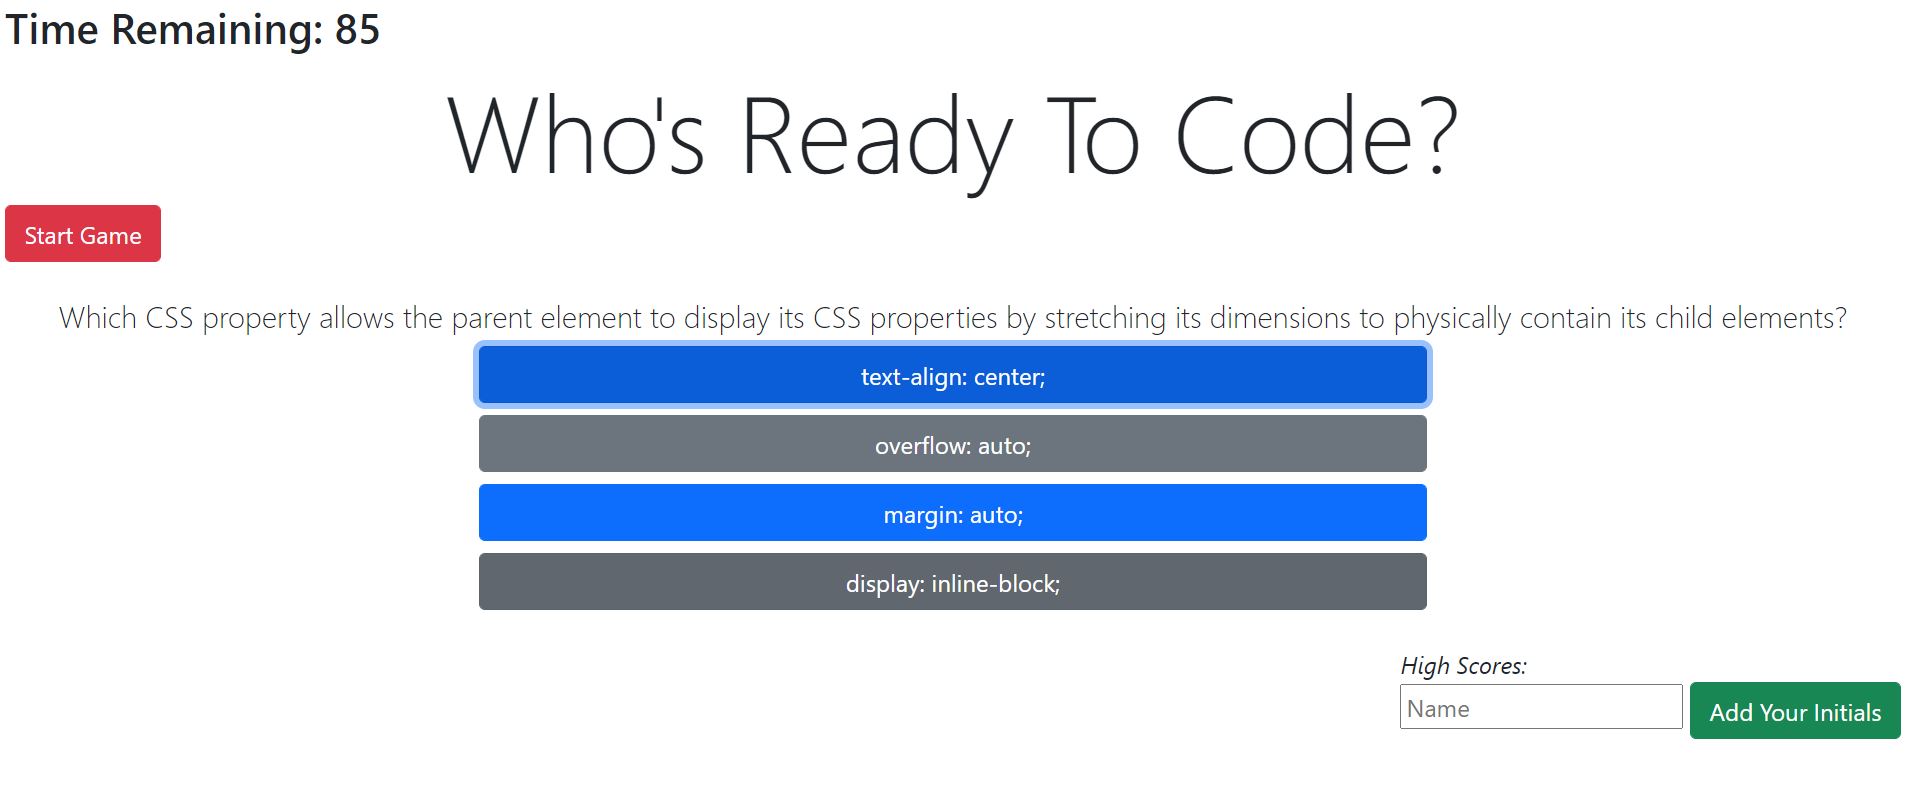 Time Remaining: 85
Who's Ready To Code?
Start Game
Which CSS property allows the parent element to display its CSS properties by stretching its dimensions to physically contain its child elements?
text-align: center;
overflow: auto;
margin: auto;
display: inline-block;
High Scores:
Name
Add Your Initials